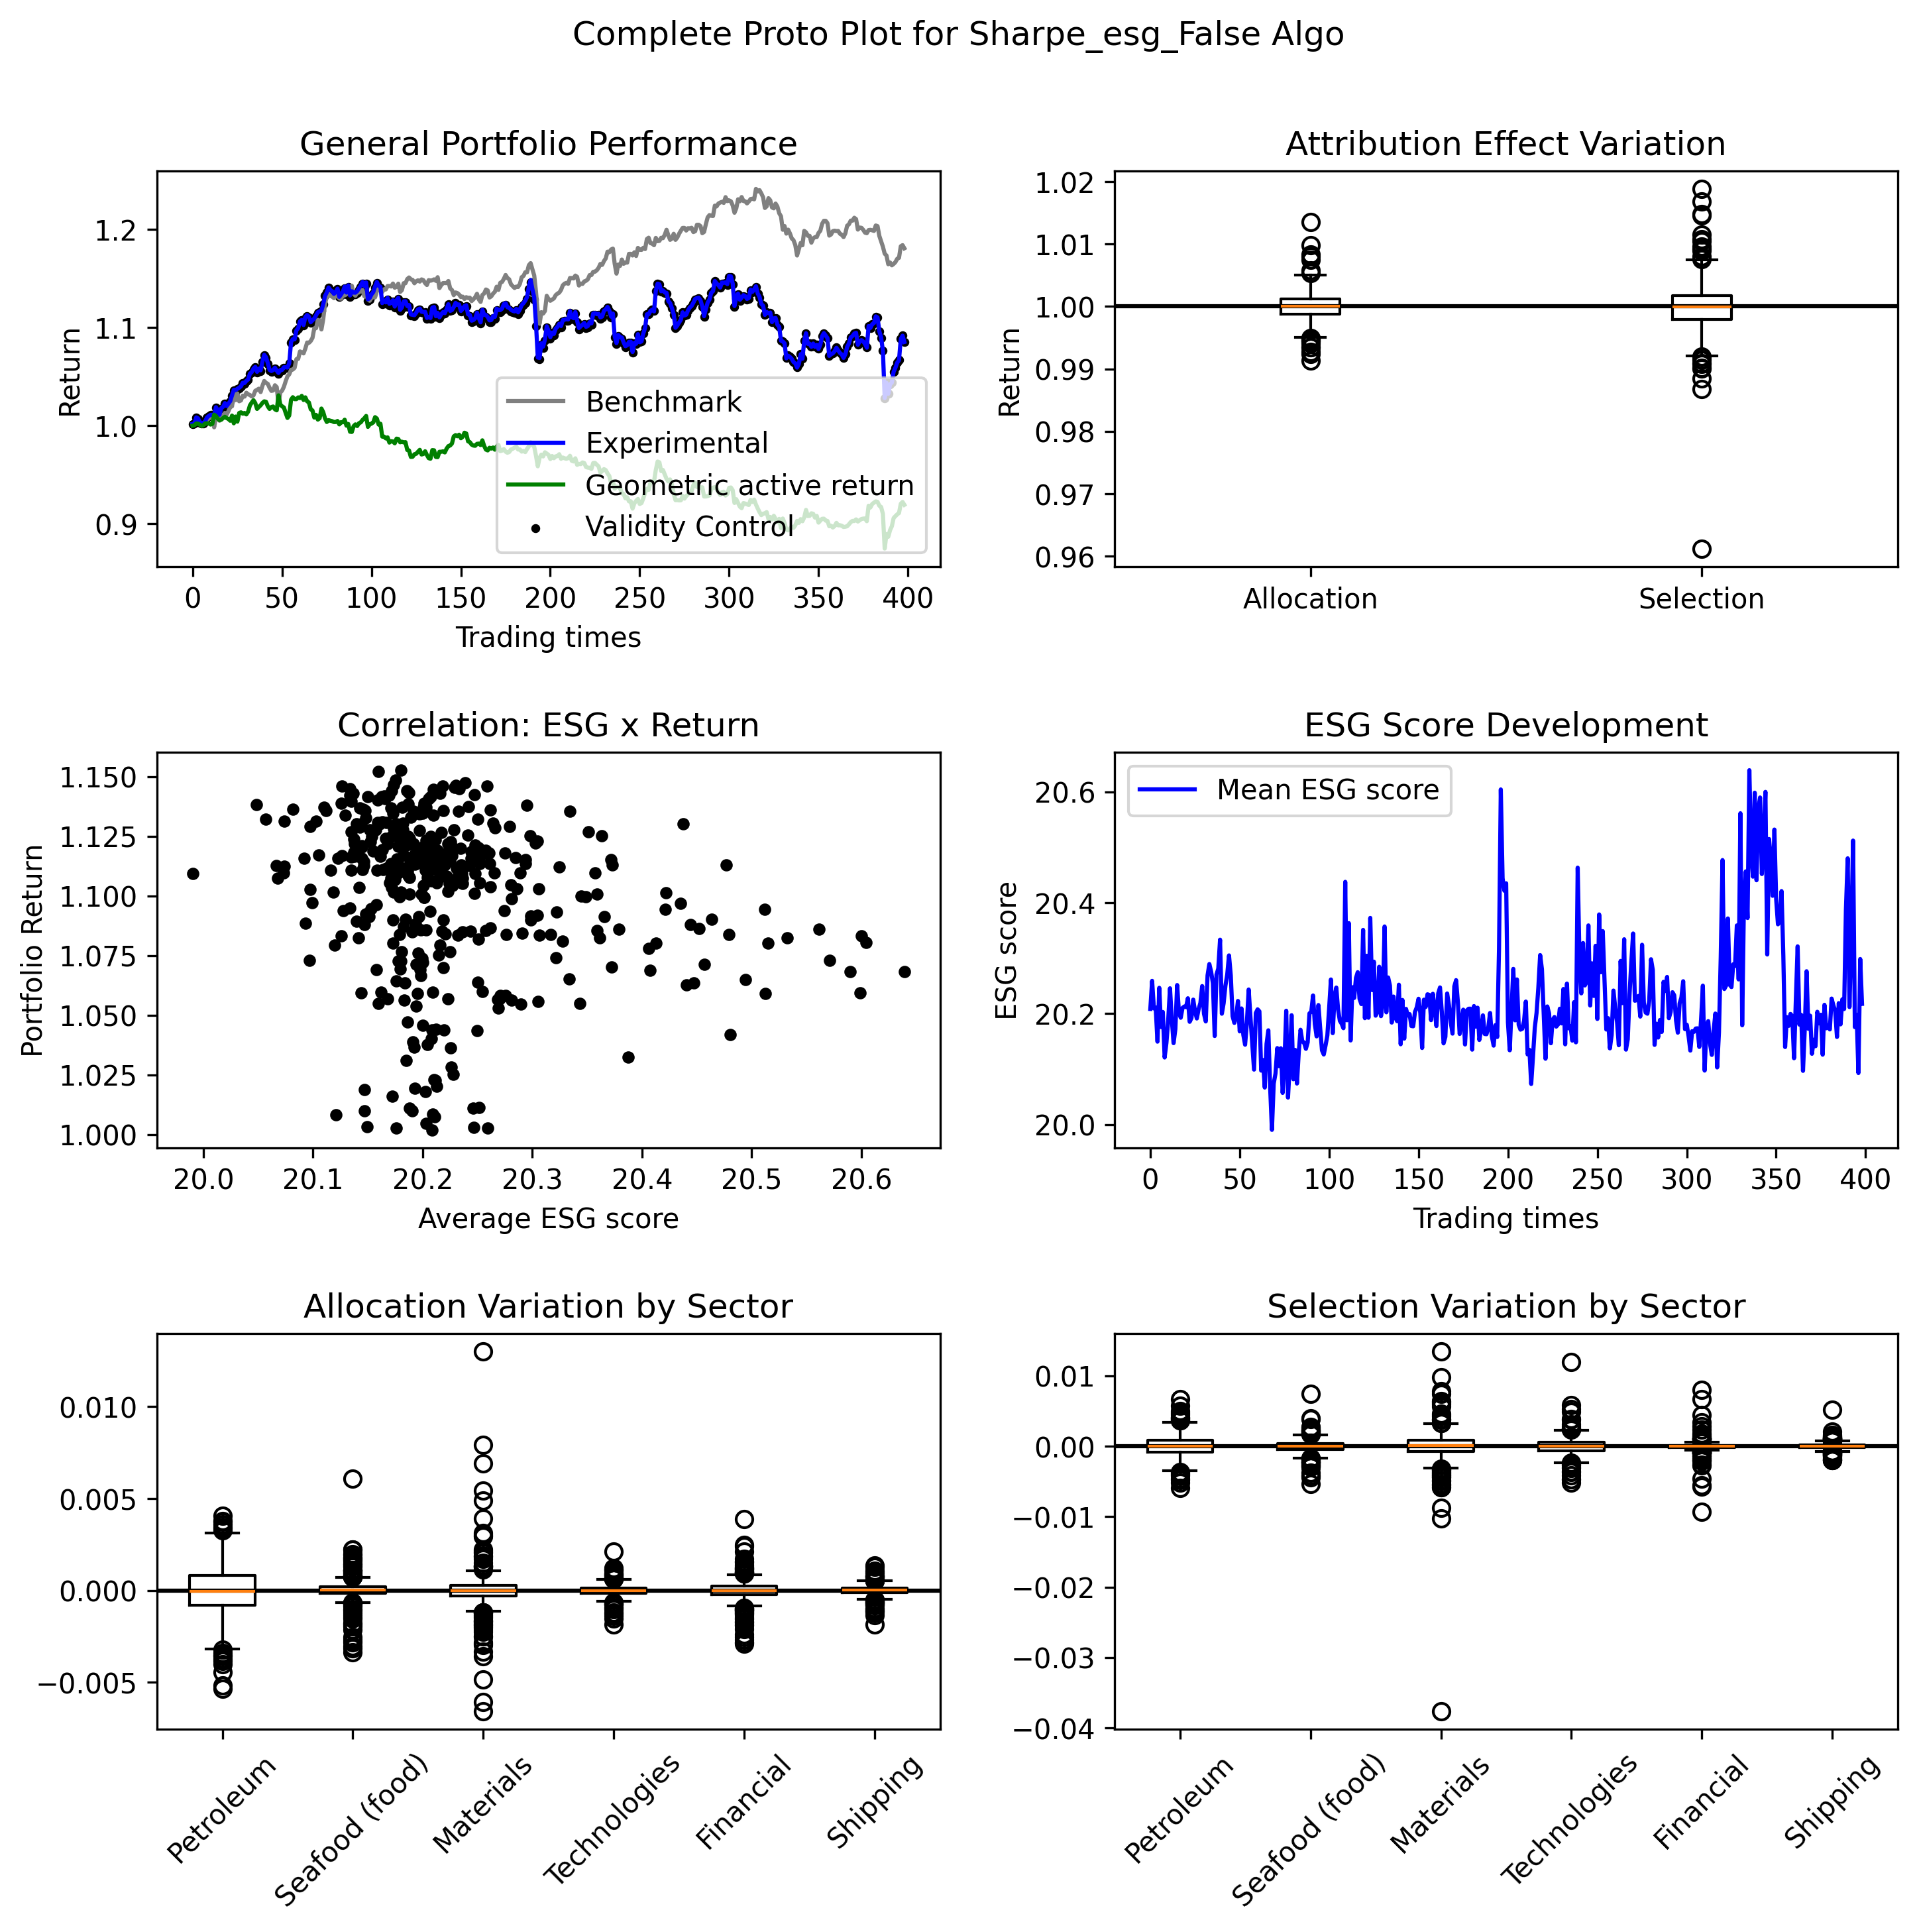 Complete Proto Plot for Sharpe_esg_False Algo
General Portfolio Performance
Return
1.2
1.1
1.0
0.9
Benchmark
Experimental
Geometric active return
Validity Control
0 50 100 150 200 250 300 350 400
Trading times
Attribution Effect Variation
Return
1.02
1.01
1.00
0.99
0.98
0.97
0.96
Allocation Selection
Correlation: ESG x Return
Portfolio Return
1.150
1.125
1.100
1.075
1.050
1.025
1.000
20.0 20.1 20.2 20.3 20.4 20.5 20.6
Average ESG score
ESG Score Development
ESG score
20.6
20.4
20.2
20.0
Mean ESG score
0 50 100 150 200 250 300 350 400
Trading times
Allocation Variation by Sector
0.010
0.005
0.000
−0.005
Petroleum
Seafood (food)
Materials
Technologies
Financial
Shipping
Selection Variation by Sector
0.01
0.00
−0.01
−0.02
−0.03
−0.04
Petroleum
Seafood (food)
Materials
Technologies
Financial
Shipping